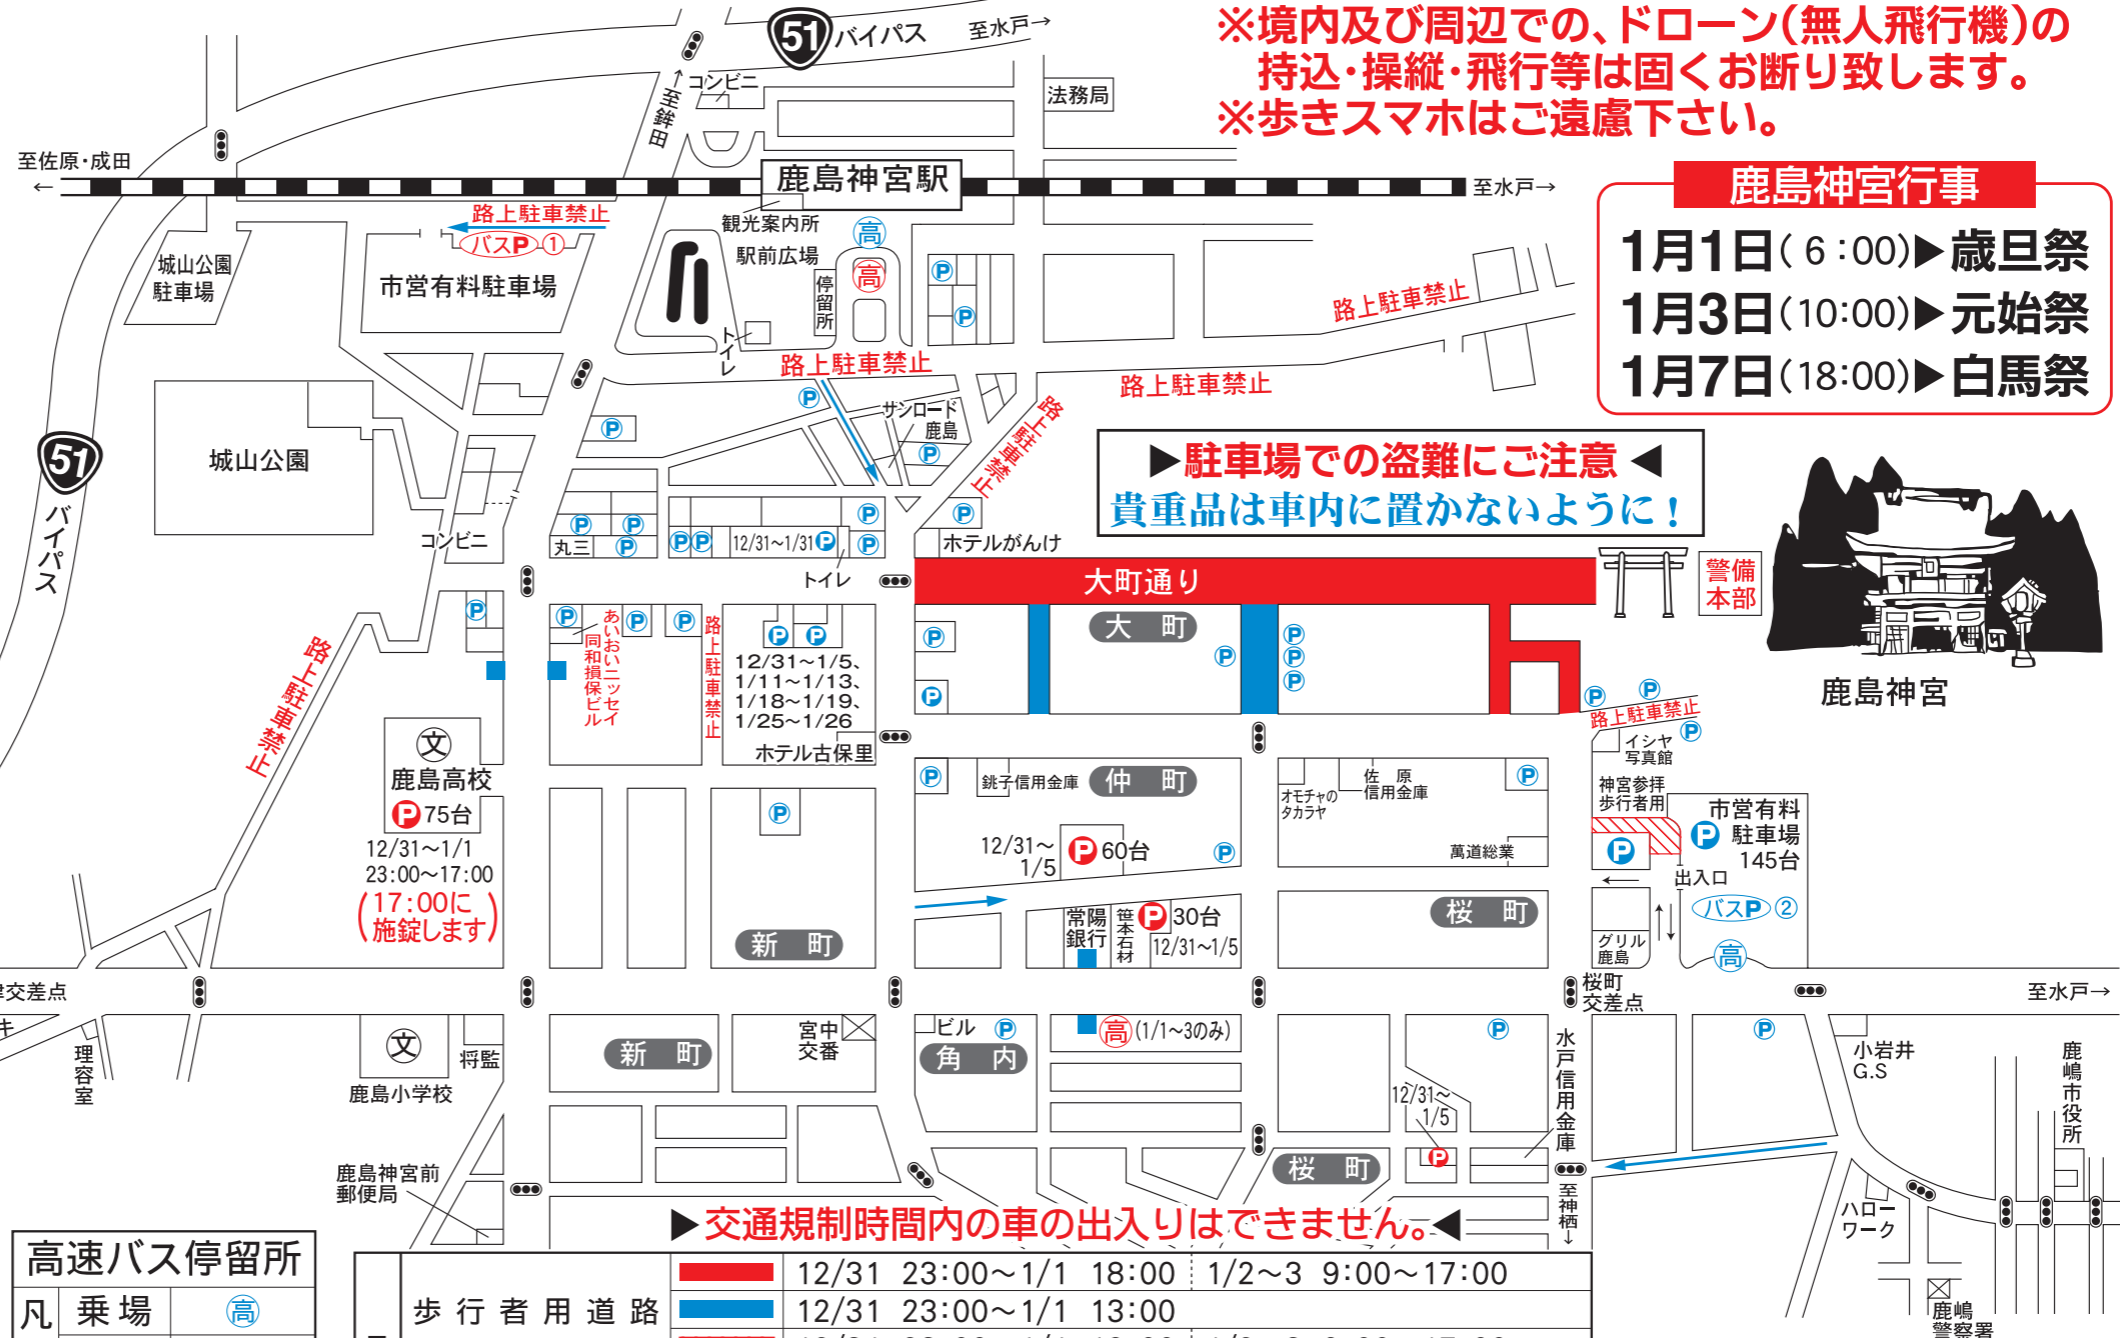 ※境内及び周辺での、ドローン(無人飛行機)の
持込・操縦・飛行等は固くお断り致します。
※歩きスマホはご遠慮下さい。
51 バイパス
至水戸→
コンビニ
←至鉾田
法務局
至佐原・成田
←
鹿島神宮駅
至水戸→
鹿島神宮行事
1月1日(6:00)▶歳旦祭
1月3日(10:00)▶元始祭
1月7日(18:00)▶白馬祭
路上駐車禁止
バスP ①
観光案内所
駅前広場
高
高
停留所
トイレ
城山公園
駐車場
市営有料駐車場
P
P
路上駐車禁止
路上駐車禁止
路上駐車禁止
路上駐車禁止
P
サンロード
鹿島
P
P
城山公園
51
バイパス
▶駐車場での盗難にご注意◀
貴重品は車内に置かないように!
コンビニ
P
P
丸三
P
P
P
12/31〜1/31 P
P
P
トイレ
P
ホテルがんけ
大町通り
警備
本部
鹿島神宮
大 町
P
P
あいおいニッセイ
同和損保ビル
P
P
路上駐車禁止
P
P
12/31〜1/5、
1/11〜1/13、
1/18〜1/19、
1/25〜1/26
ホテル古保里
P
P
P
P
P
P
P
P
路上駐車禁止
P
イシヤ
写真館
路上駐車禁止
文
鹿島高校
P 75台
12/31〜1/1
23:00〜17:00
(17:00に
施錠します)
P
P
銚子信用金庫
仲 町
12/31〜
1/5
P 60台
P
オモチャの
タカラヤ
佐 原
信用金庫
P
萬道総業
神宮参拝
歩行者用
P
市営有料
P 駐車場
145台
出入口
バスP ②
高
グリル
鹿島
新 町
常陽
銀行
笹本石材
P 30台
12/31〜1/5
桜 町
津交差点
桜町
交差点
至水戸→
キ
理容室
文
鹿島小学校
将監
新 町
宮中
交番
ビル
P
角 内
高 (1/1〜3のみ)
P
12/31〜
1/5
P
水戸信用金庫
P
小岩井
G.S
鹿嶋市役所
鹿島神宮前
郵便局
桜 町
至神栖→
ハロー
ワーク
鹿嶋
警察署
▶交通規制時間内の車の出入りはできません。◀
高速バス停留所
凡 乗場 高
歩行者用道路
12/31 23:00〜1/1 18:00 1/2〜3 9:00〜17:00
12/31 23:00〜1/1 13:00